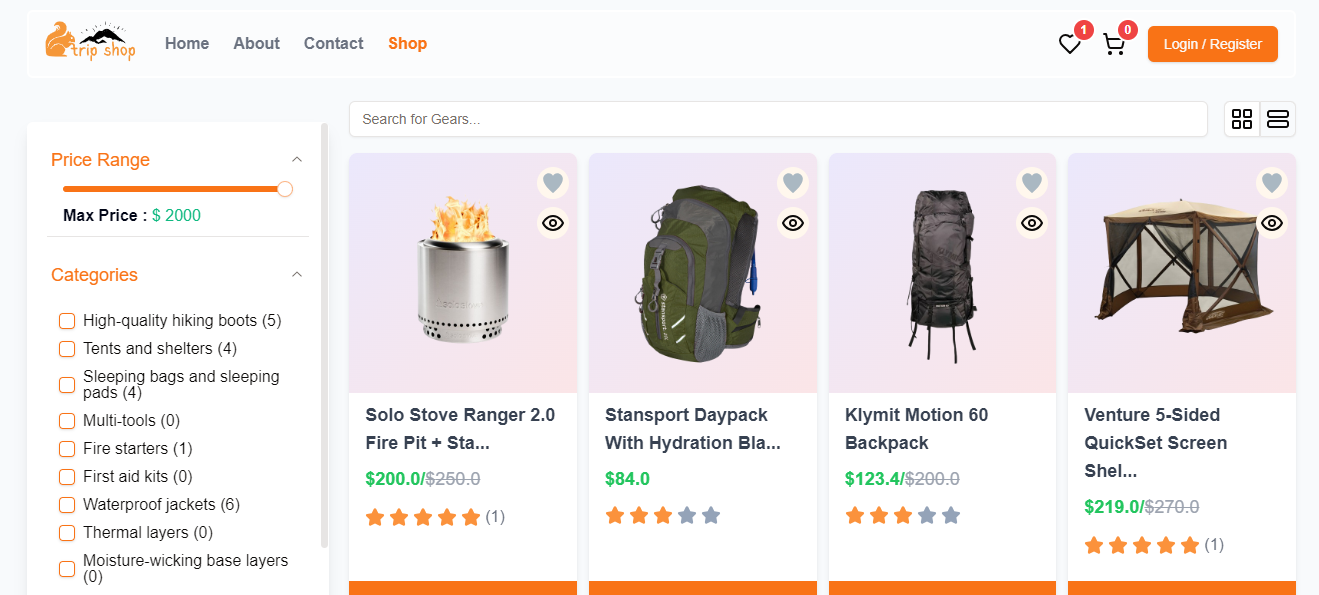 trip shop
Home About Contact Shop
1
0
Login / Register
Search for Gears...
Price Range
Max Price : $ 2000
Categories
High-quality hiking boots (5)
Tents and shelters (4)
Sleeping bags and sleeping
pads (4)
Multi-tools (0)
Fire starters (1)
First aid kits (0)
Waterproof jackets (6)
Thermal layers (0)
Moisture-wicking base layers
(0)
Solo Stove Ranger 2.0
Fire Pit + Sta...
$200.0/$250.0
(1)
Stansport Daypack
With Hydration Bla...
$84.0
Klymit Motion 60
Backpack
$123.4/$200.0
Venture 5-Sided
QuickSet Screen
Shel...
$219.0/$270.0
(1)